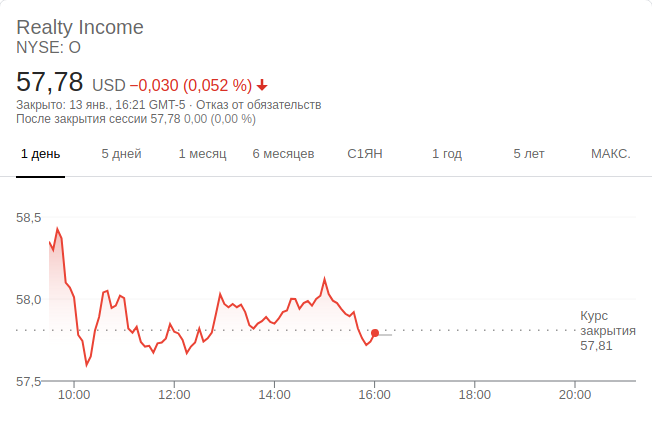 Realty Income
NYSE: O
57,78 USD −0,030 (0,052 %)
Закрыто: 13 янв., 16:21 GMT-5 · Отказ от обязательств
После закрытия сессии 57,78 0,00 (0,00 %)
1 день 5 дней 1 месяц 6 месяцев С1ЯН 1 год 5 лет МАКС.
58,5
58,0
Курс
закрытия
57,81
57,5
10:00 12:00 14:00 16:00 18:00 20:00